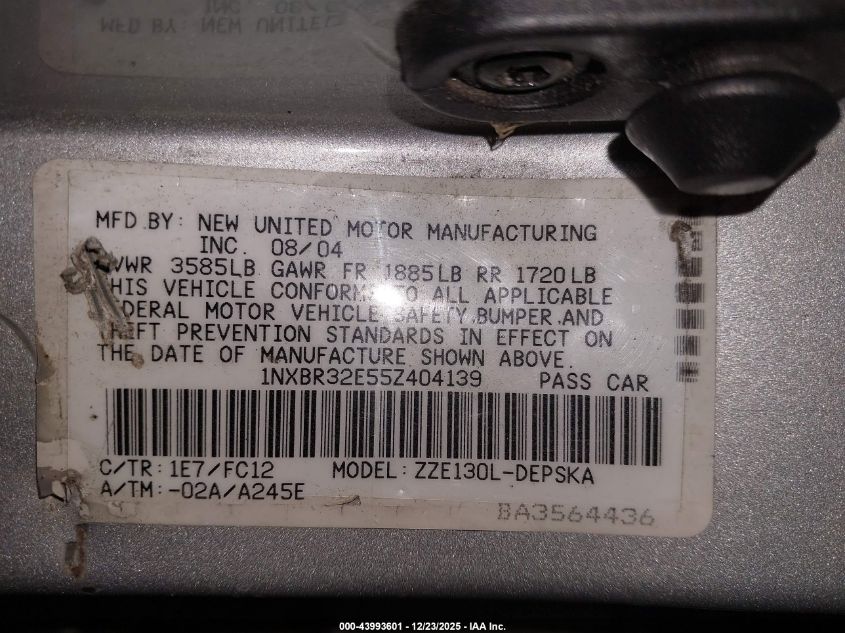 MFD BY: NEW UNITED MOTOR MANUFACTURING
INC. 08/04
VWR 3585LB GAWR FR 1885LB RR 1720LB
THIS VEHICLE CONFORMS TO ALL APPLICABLE
FEDERAL MOTOR VEHICLE SAFETY,BUMPER,AND
THEFT PREVENTION STANDARDS IN EFFECT ON
THE DATE OF MANUFACTURE SHOWN ABOVE.
1NXBR32E55Z404139 PASS CAR
C/TR: 1E7/FC12 MODEL: ZZE130L-DEPSKA
A/TM: -02A/A245E
BA3564436
000-43993601 - 12/23/2025 - IAA Inc.